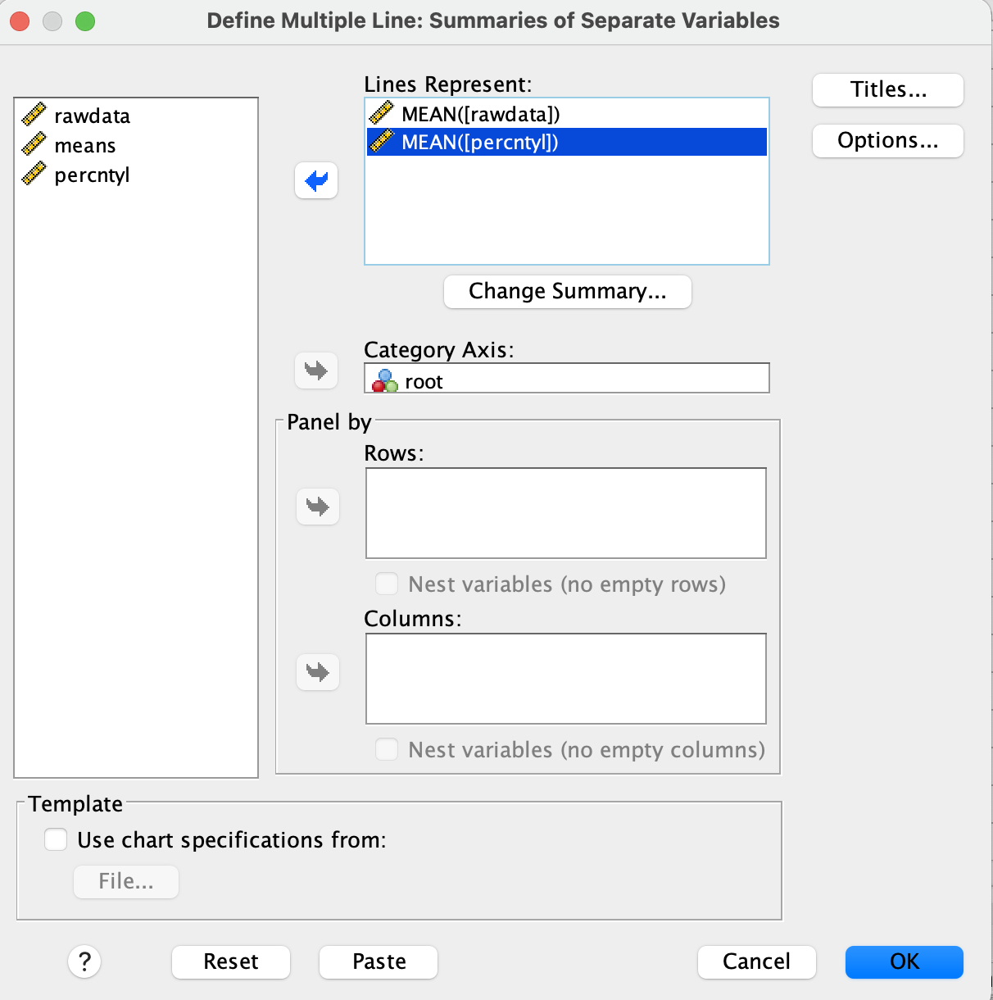 Define Multiple Line: Summaries of Separate Variables
rawdata
means
percntyl
Lines Represent:
MEAN([rawdata])
MEAN([percntyl])
Change Summary...
Category Axis:
root
Panel by
Rows:
Nest variables (no empty rows)
Columns:
Nest variables (no empty columns)
Titles...
Options...
Template
Use chart specifications from:
File...
?
Reset
Paste
Cancel
OK